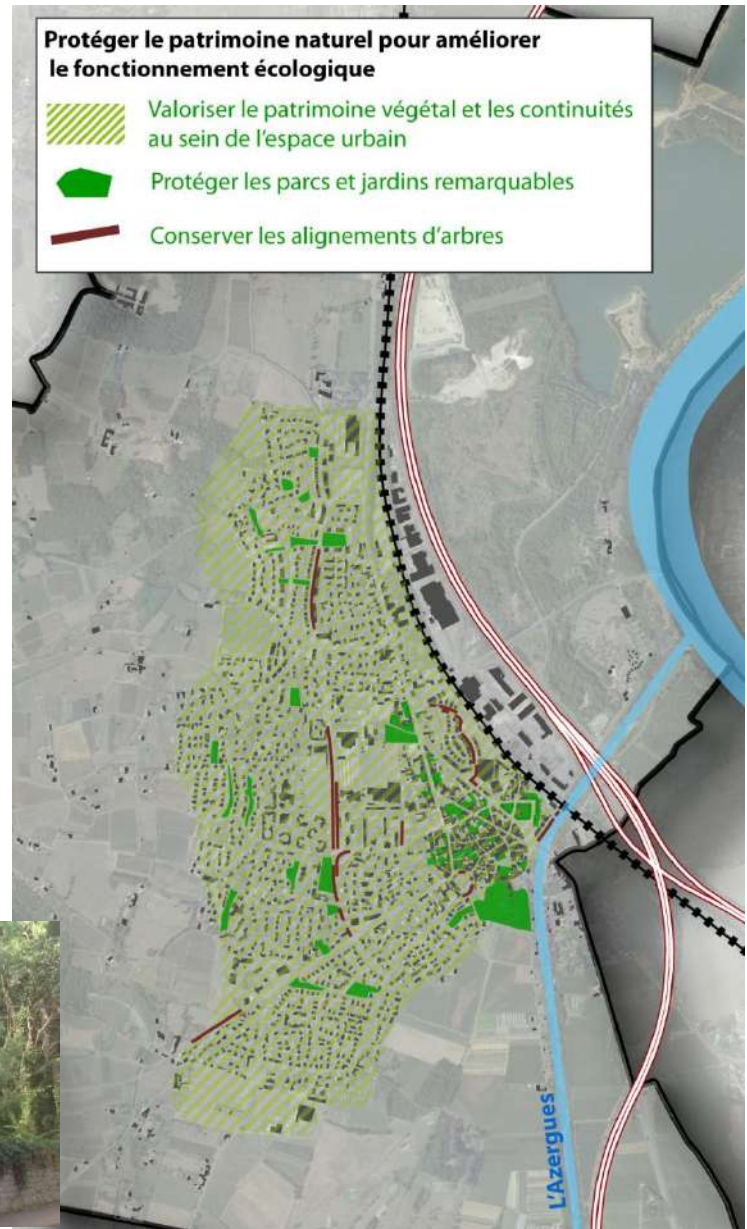 Protéger le patrimoine naturel pour améliorer
le fonctionnement écologique
Valoriser le patrimoine végétal et les continuités
au sein de l'espace urbain
Protéger les parcs et jardins remarquables
Conserver les alignements d'arbres
L'Azergues